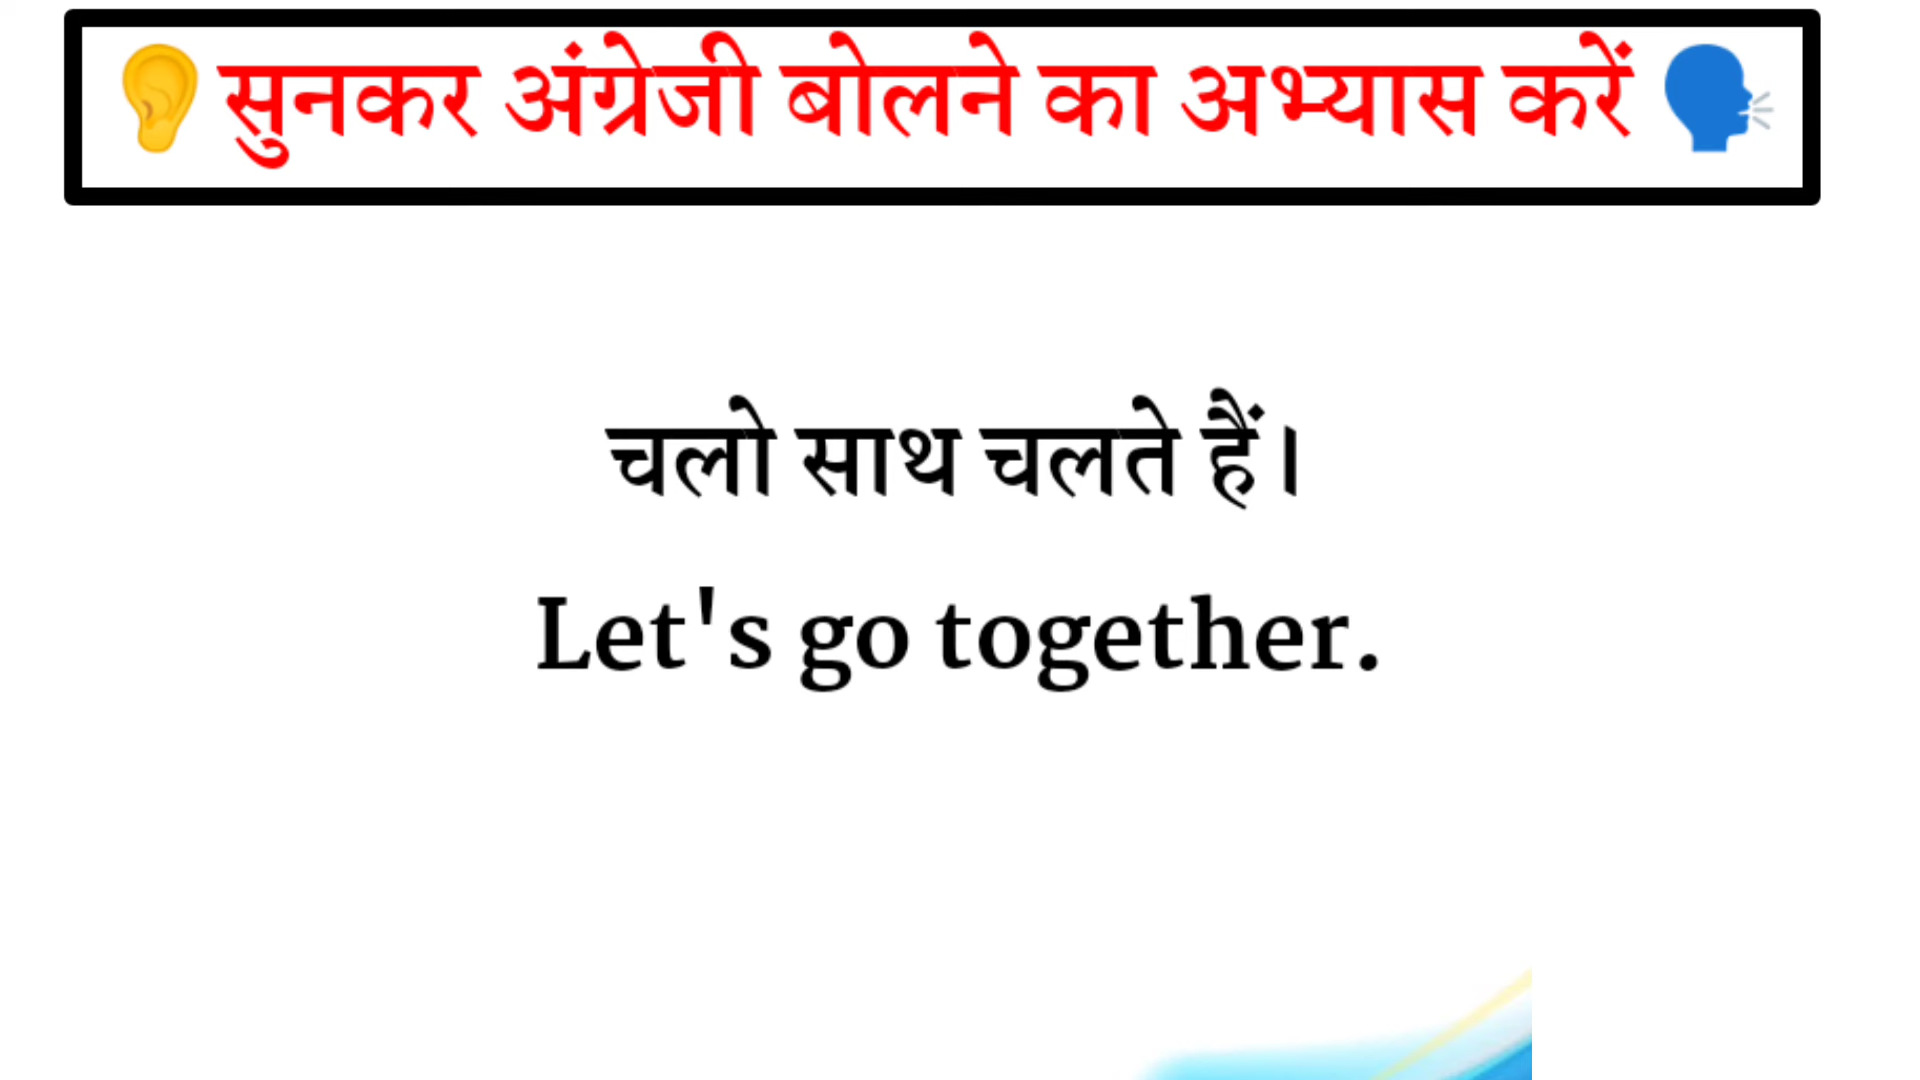 सुनकर अंग्रेजी बोलने का अभ्यास करें
चलो साथ चलते हैं।
Let's go together.